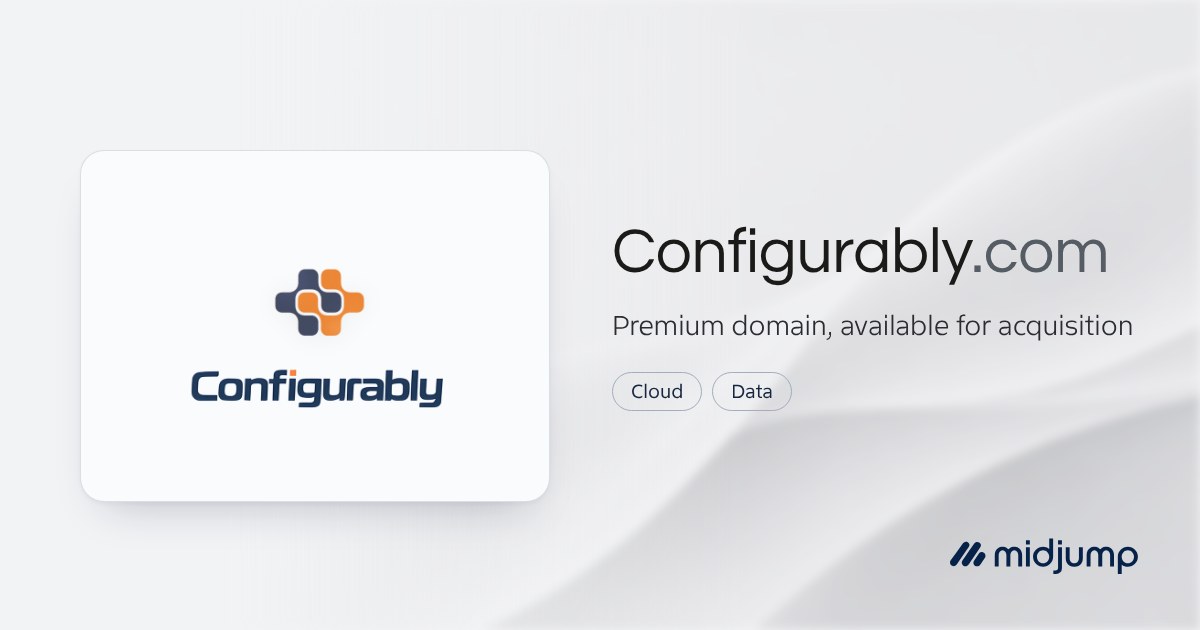 Configurably
Configurably.com
Premium domain, available for acquisition
Cloud
Data
midjump